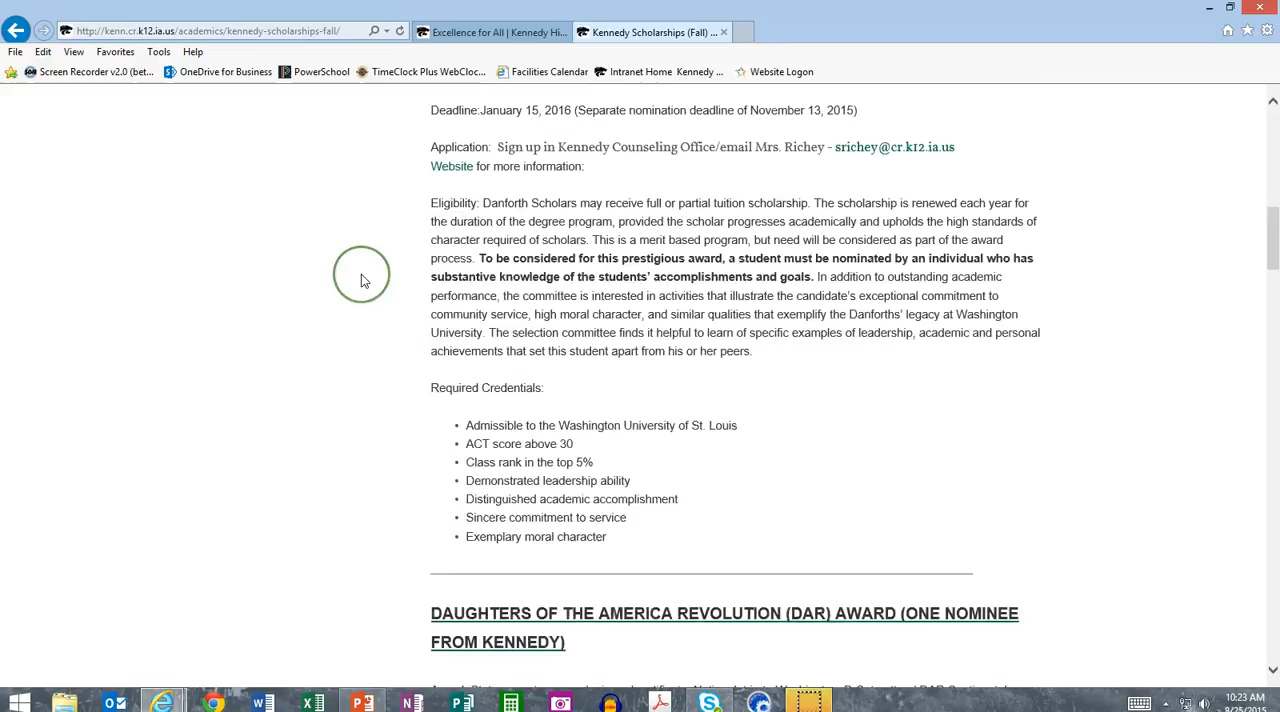 http://kenn.cr.k12.ia.us/academics/kennedy-scholarships-fall/
Excellence for All | Kennedy Hi...
Kennedy Scholarships (Fall) ...
File Edit View Favorites Tools Help
Screen Recorder v2.0 (bet...
OneDrive for Business
PowerSchool
TimeClock Plus WebCloc...
Facilities Calendar
Intranet Home Kennedy ...
Website Logon
Deadline:January 15, 2016 (Separate nomination deadline of November 13, 2015)
Application: Sign up in Kennedy Counseling Office/email Mrs. Richey - srichey@cr.k12.ia.us
Website for more information:
Eligibility: Danforth Scholars may receive full or partial tuition scholarship. The scholarship is renewed each year for
the duration of the degree program, provided the scholar progresses academically and upholds the high standards of
character required of scholars. This is a merit based program, but need will be considered as part of the award
process. To be considered for this prestigious award, a student must be nominated by an individual who has
substantive knowledge of the students' accomplishments and goals. In addition to outstanding academic
performance, the committee is interested in activities that illustrate the candidate's exceptional commitment to
community service, high moral character, and similar qualities that exemplify the Danforths' legacy at Washington
University. The selection committee finds it helpful to learn of specific examples of leadership, academic and personal
achievements that set this student apart from his or her peers.
Required Credentials:
• Admissible to the Washington University of St. Louis
• ACT score above 30
• Class rank in the top 5%
• Demonstrated leadership ability
• Distinguished academic accomplishment
• Sincere commitment to service
• Exemplary moral character
DAUGHTERS OF THE AMERICA REVOLUTION (DAR) AWARD (ONE NOMINEE
FROM KENNEDY)
10:23 AM
8/25/2015